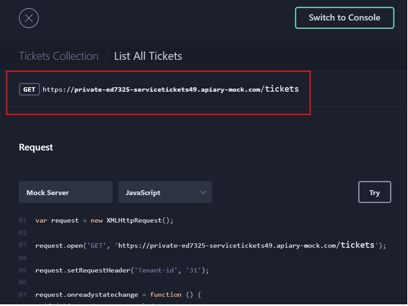 Switch to Console
Tickets Collection / List All Tickets
GET https://private-ed7325-servicetickets49.apiary-mock.com/tickets
Request
Mock Server JavaScript Try
01 var request = new XMLHttpRequest();
02
03 request.open('GET', 'https://private-ed7325-servicetickets49.apiary-mock.com/tickets');
04
05 request.setRequestHeader('Tenant-id', '31');
06
07 request.onreadystatechange = function () {